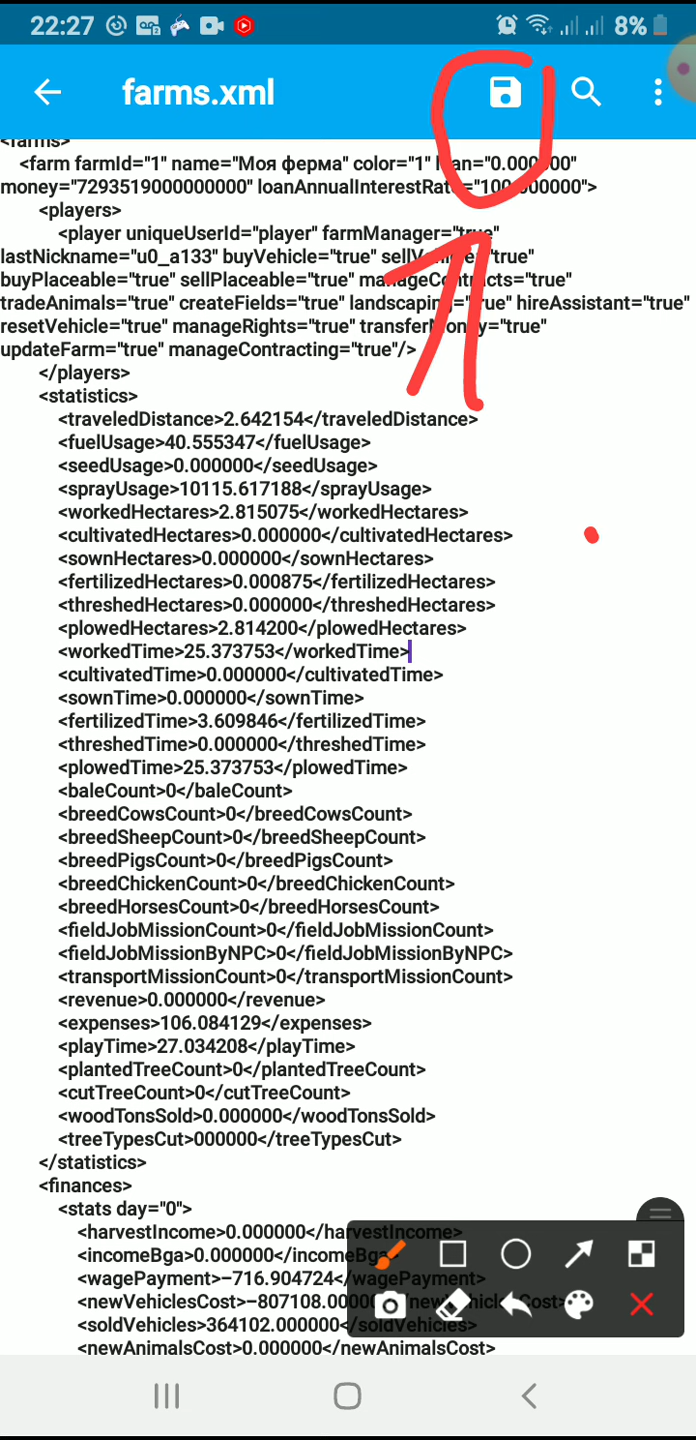 22:27 8%
farms.xml
<farms>
<farm farmId="1" name="Моя ферма" color="1" loan="0.000000"
money="7293519000000000" loanAnnualInterestRate="100.000000">
<players>
<player uniqueUserId="player" farmManager="true"
lastNickname="u0_a133" buyVehicle="true" sellVehicle="true"
buyPlaceable="true" sellPlaceable="true" manageContracts="true"
tradeAnimals="true" createFields="true" landscaping="true" hireAssistant="true"
resetVehicle="true" manageRights="true" transferMoney="true"
updateFarm="true" manageContracting="true"/>
</players>
<statistics>
<traveledDistance>2.642154</traveledDistance>
<fuelUsage>40.555347</fuelUsage>
<seedUsage>0.000000</seedUsage>
<sprayUsage>10115.617188</sprayUsage>
<workedHectares>2.815075</workedHectares>
<cultivatedHectares>0.000000</cultivatedHectares>
<sownHectares>0.000000</sownHectares>
<fertilizedHectares>0.000875</fertilizedHectares>
<threshedHectares>0.000000</threshedHectares>
<plowedHectares>2.814200</plowedHectares>
<workedTime>25.373753</workedTime>
<cultivatedTime>0.000000</cultivatedTime>
<sownTime>0.000000</sownTime>
<fertilizedTime>3.609846</fertilizedTime>
<threshedTime>0.000000</threshedTime>
<plowedTime>25.373753</plowedTime>
<baleCount>0</baleCount>
<breedCowsCount>0</breedCowsCount>
<breedSheepCount>0</breedSheepCount>
<breedPigsCount>0</breedPigsCount>
<breedChickenCount>0</breedChickenCount>
<breedHorsesCount>0</breedHorsesCount>
<fieldJobMissionCount>0</fieldJobMissionCount>
<fieldJobMissionByNPC>0</fieldJobMissionByNPC>
<transportMissionCount>0</transportMissionCount>
<revenue>0.000000</revenue>
<expenses>106.084129</expenses>
<playTime>27.034208</playTime>
<plantedTreeCount>0</plantedTreeCount>
<cutTreeCount>0</cutTreeCount>
<woodTonsSold>0.000000</woodTonsSold>
<treeTypesCut>000000</treeTypesCut>
</statistics>
<finances>
<stats day="0">
<harvestIncome>0.000000</harvestIncome>
<incomeBga>0.000000</incomeBga>
<wagePayment>−716.904724</wagePayment>
<newVehiclesCost>−807108.000000</newVehiclesCost>
<soldVehicles>364102.000000</soldVehicles>
<newAnimalsCost>0.000000</newAnimalsCost>